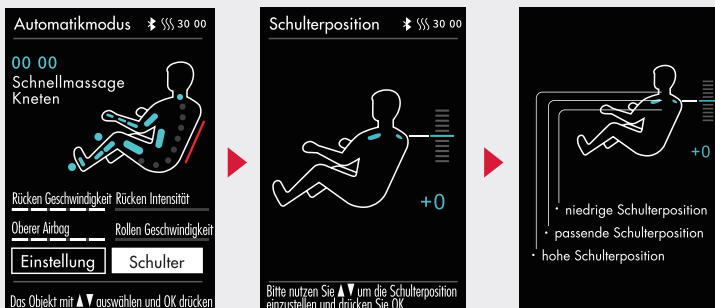 Automatikmodus 30 00
00 00
Schnellmassage
Kneten
Rücken Geschwindigkeit Rücken Intensität
Oberer Airbag Rollen Geschwindigkeit
Einstellung Schulter
Das Objekt mit ▲▼ auswählen und OK drücken
Schulterposition 30 00
+0
Bitte nutzen Sie ▲▼ um die Schulterposition
einzustellen und drücken Sie OK
+0
· niedrige Schulterposition
· passende Schulterposition
· hohe Schulterposition